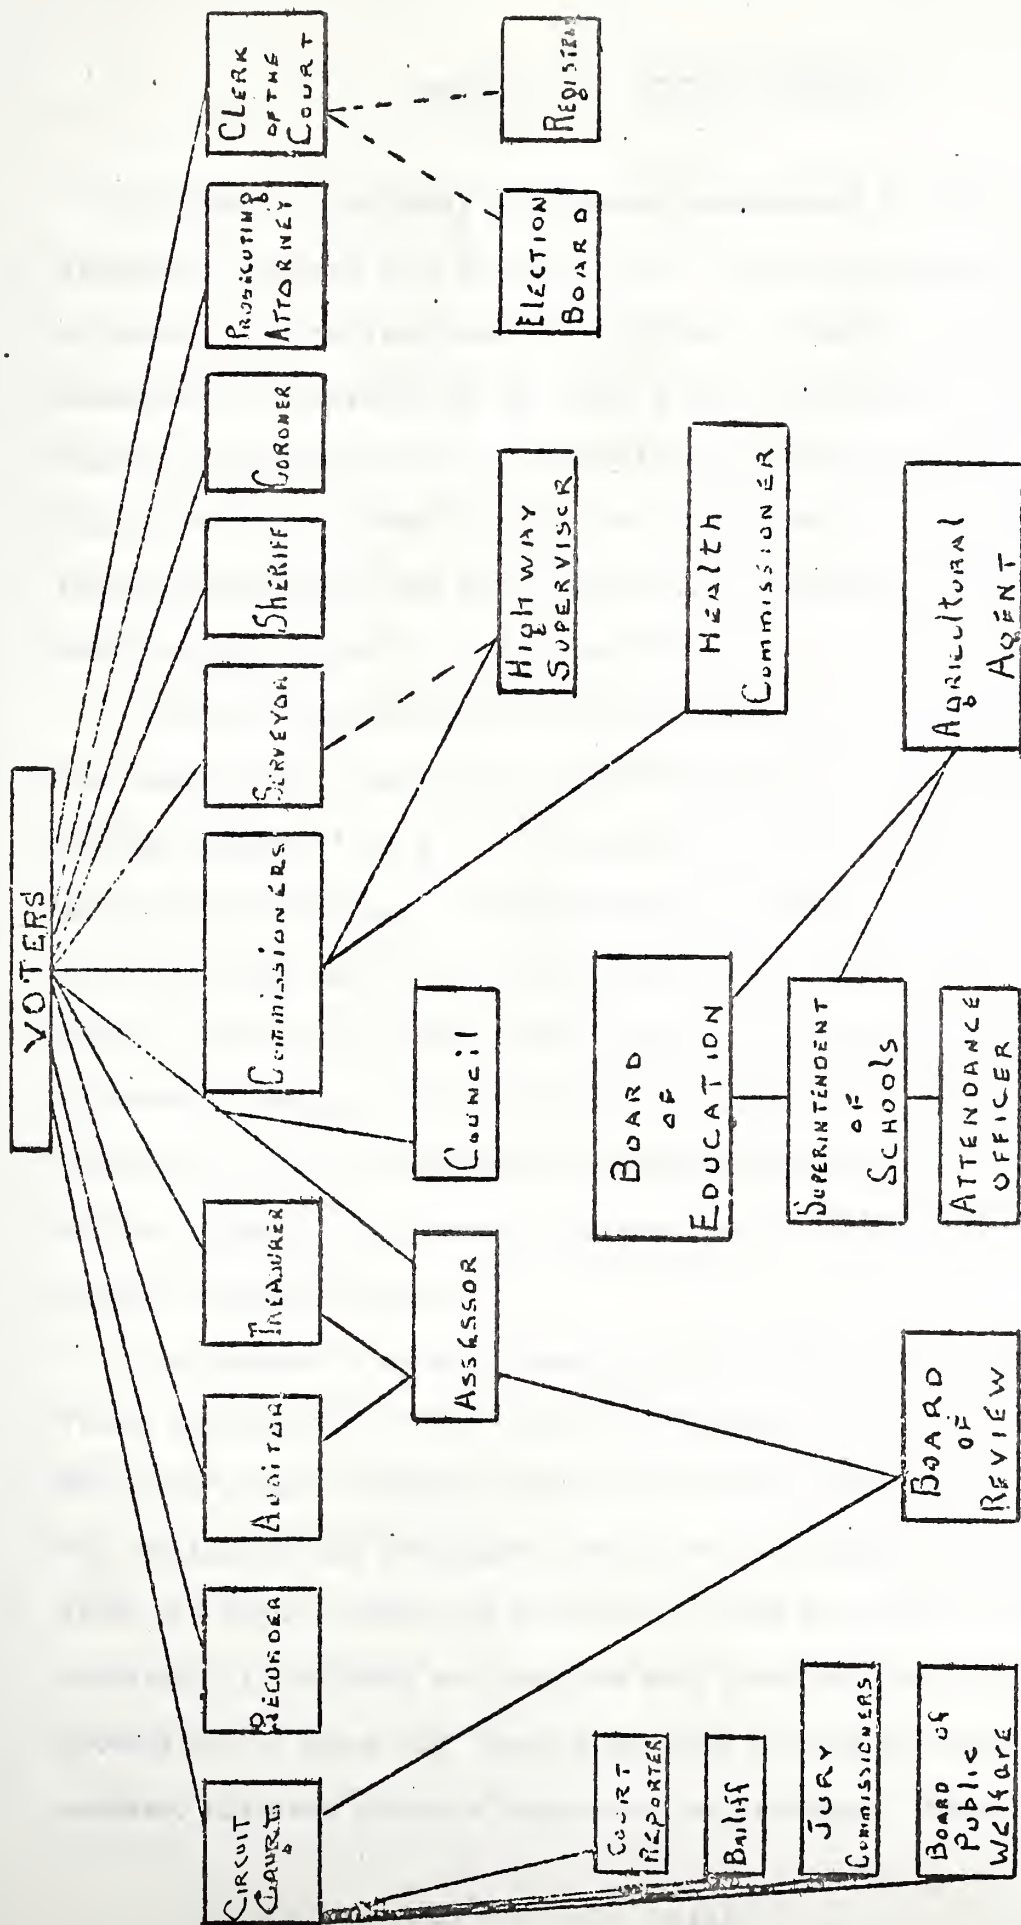 VOTERS
CIRCUIT
COURT
RECORDER
AUDITOR
TREASURER
COMMISSIONERS
SURVEYOR
SHERIFF
CORONER
PROSECUTING
ATTORNEY
CLERK
OF THE
COURT
ASSESSOR
COUNCIL
HIGHWAY
SUPERVISOR
ELECTION
BOARD
REGISTRAR
COURT
REPORTER
Bailiff
JURY
COMMISSIONERS
BOARD OF
Public
Welfare
BOARD
OF
REVIEW
BOARD
OF
EDUCATION
SUPERINTENDENT
OF
SCHOOLS
ATTENDANCE
OFFICER
HEALTH
COMMISSIONER
AGRICULTURAL
AGENT